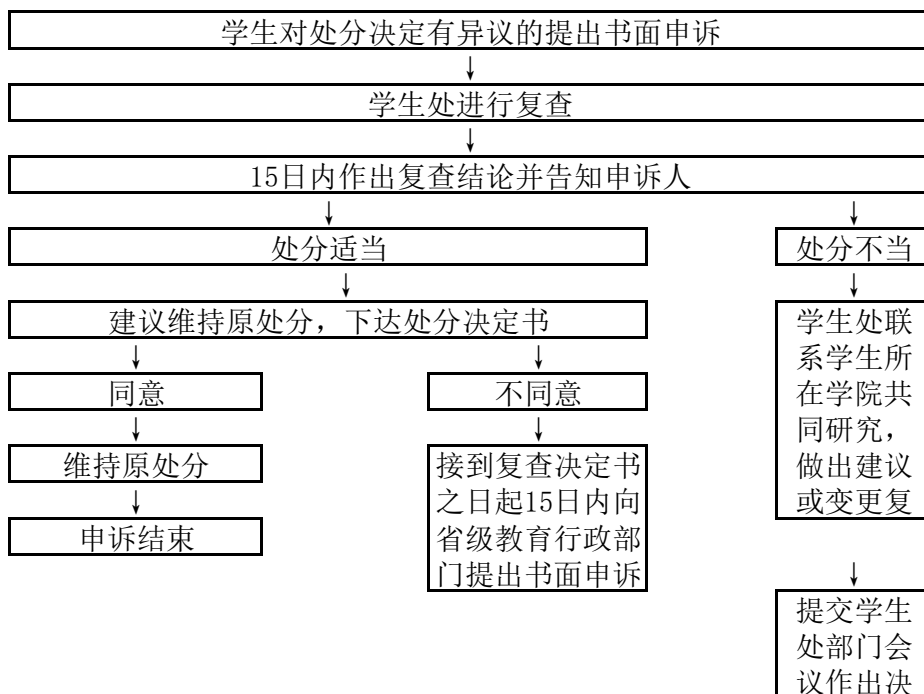 学生对处分决定有异议的提出书面申诉
↓
学生处进行复查
↓
15日内作出复查结论并告知申诉人
↓ ↓
处分适当
处分不当
↓ ↓
建议维持原处分，下达处分决定书
↓ ↓
同意
不同意
↓ ↓
维持原处分
↓
申诉结束
接到复查决定书
之日起15日内向
省级教育行政部
门提出书面申诉
学生处联
系学生所
在学院共
同研究，
做出建议
或变更复
↓
提交学生
处部门会
议作出决